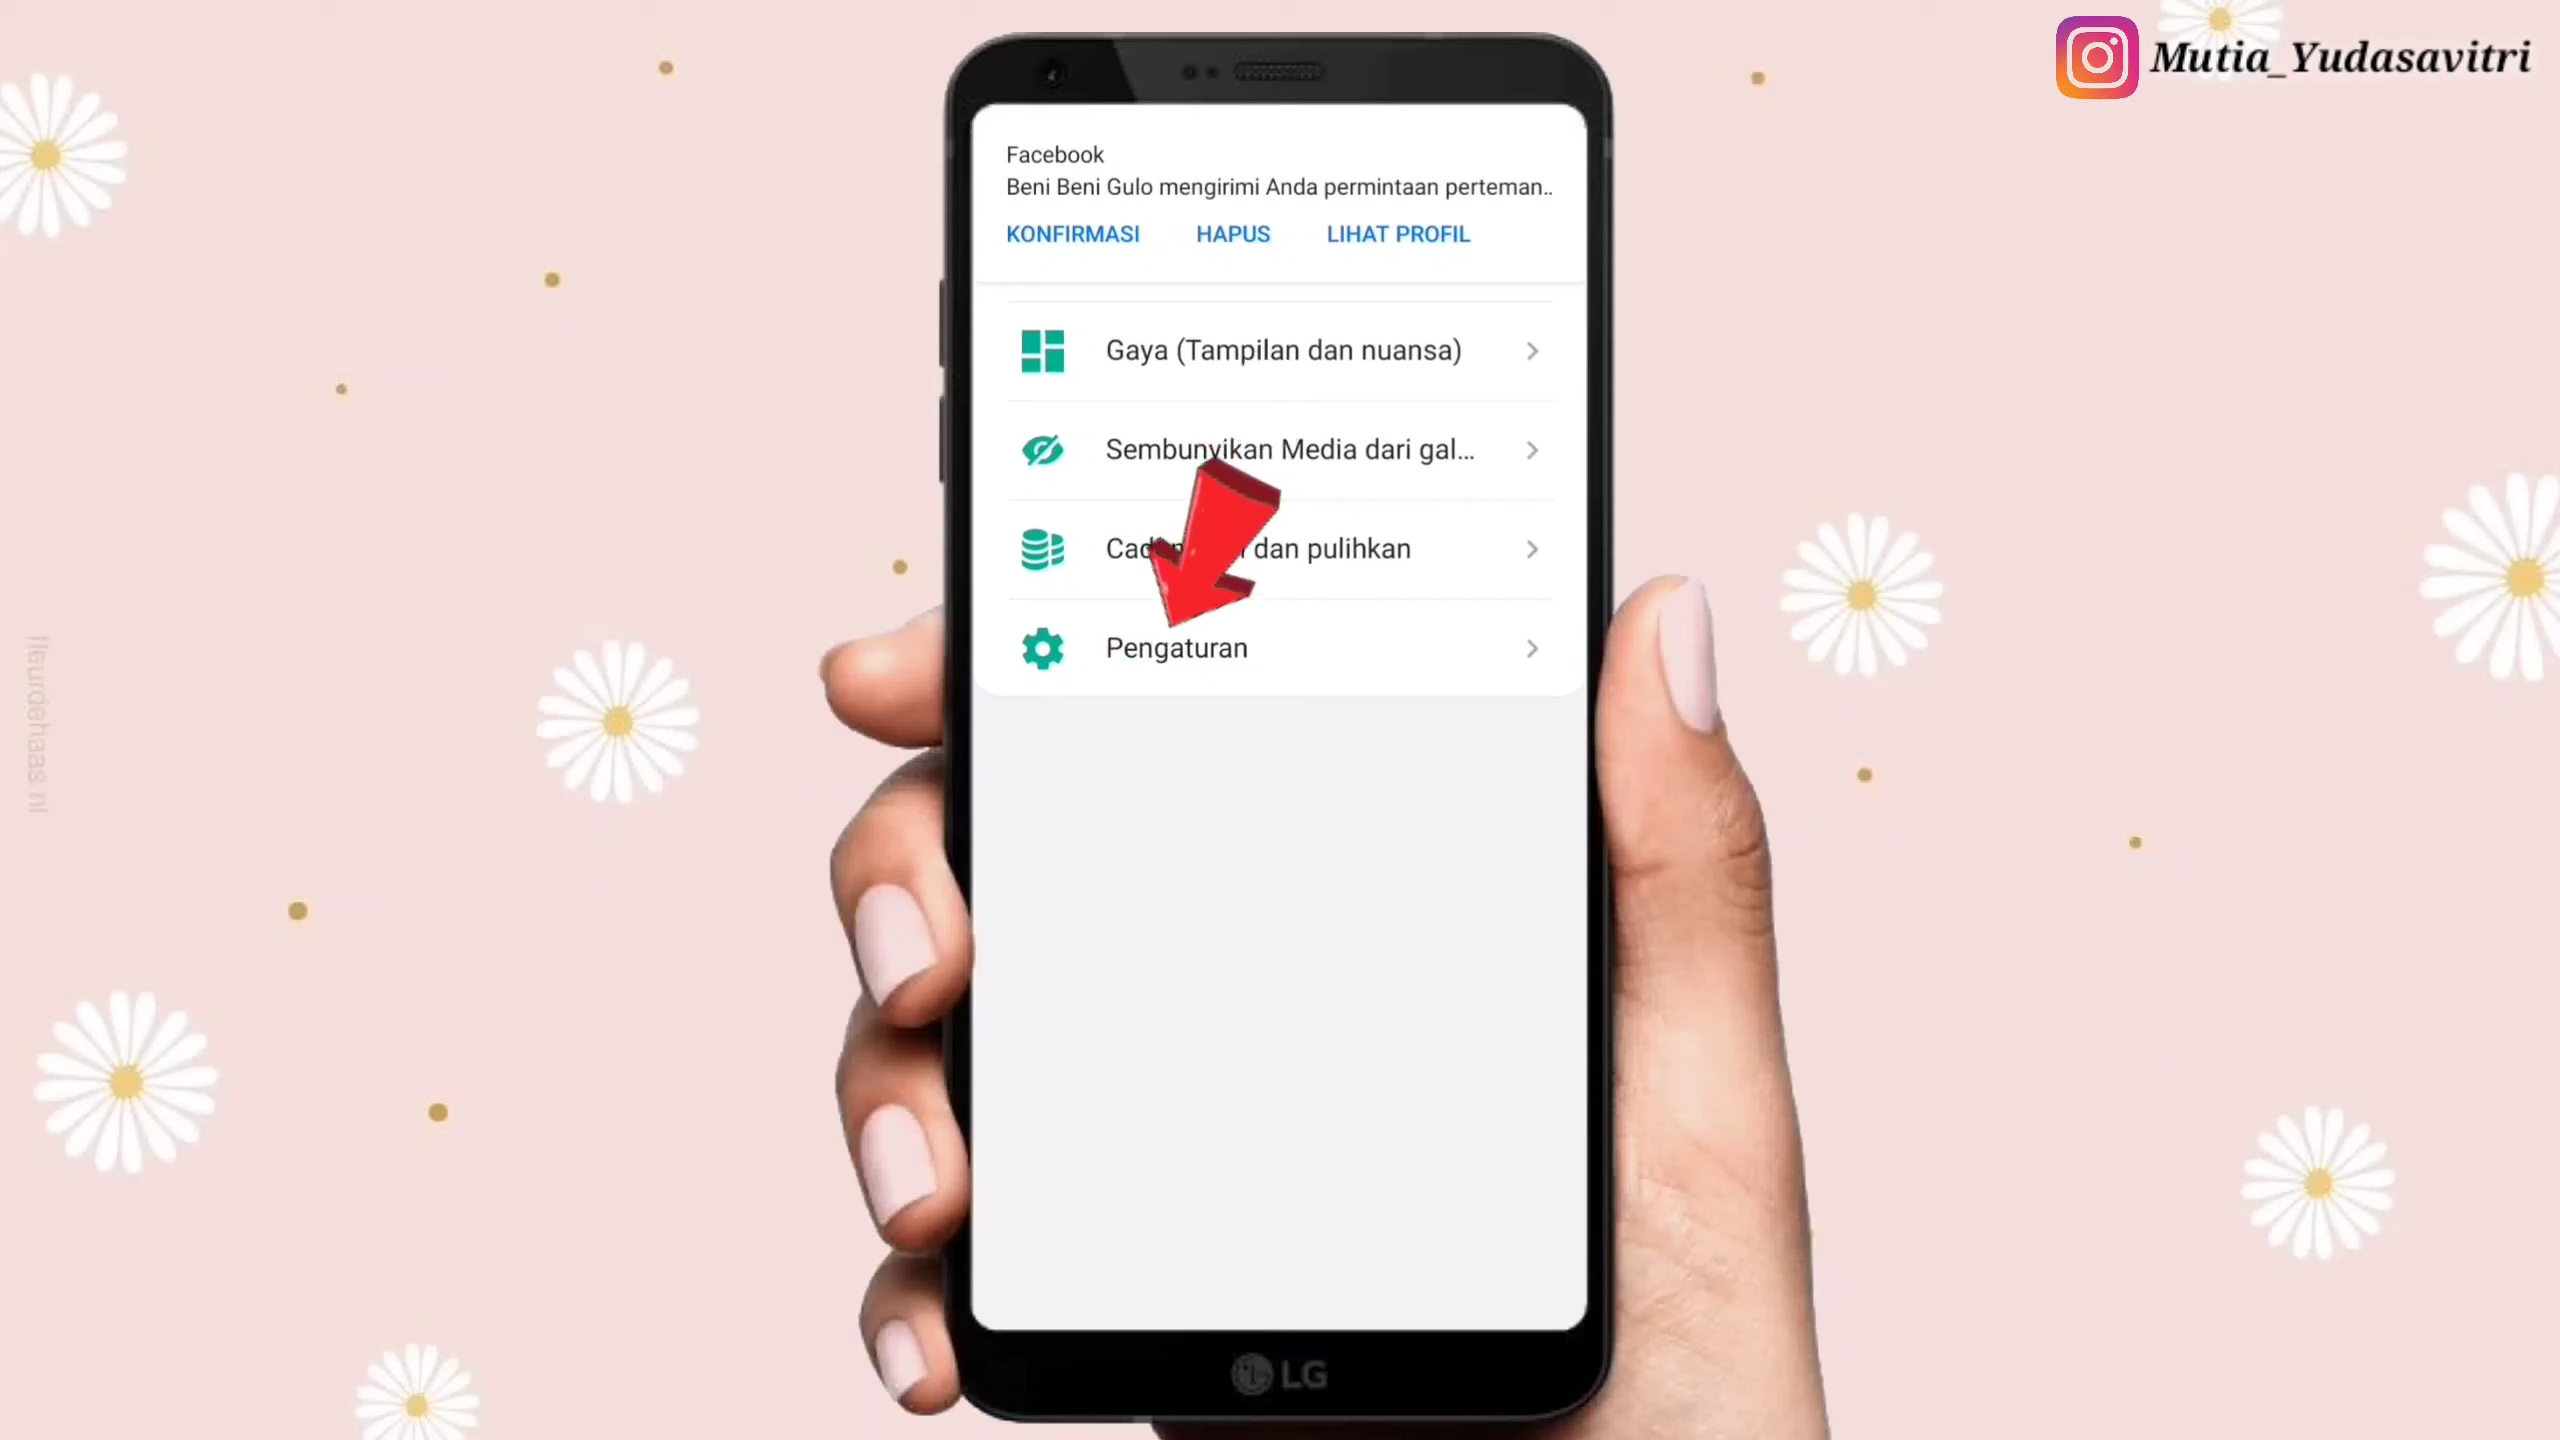 Mutia_Yudasavitri
Facebook
Beni Beni Gulo mengirimi Anda permintaan perteman..
KONFIRMASI HAPUS LIHAT PROFIL
Gaya (Tampilan dan nuansa)
Sembunyikan Media dari gal...
dan pulihkan
Pengaturan
LG